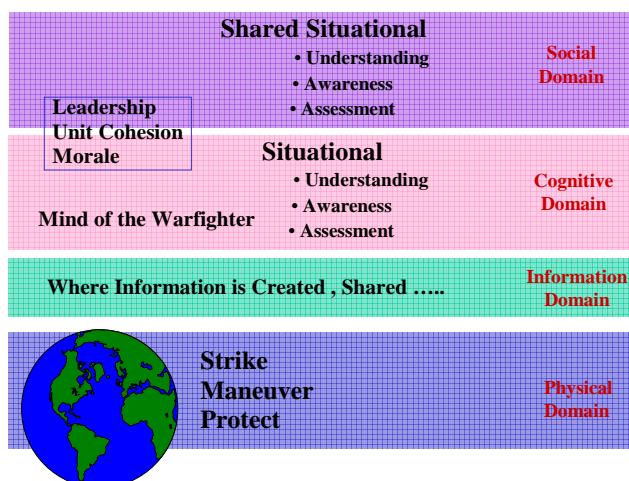 Shared Situational
• Understanding
• Awareness
• Assessment
Social
Domain
Leadership
Unit Cohesion
Morale
Situational
• Understanding
• Awareness
• Assessment
Mind of the Warfighter
Cognitive
Domain
Where Information is Created , Shared …..
Information
Domain
Strike
Maneuver
Protect
Physical
Domain